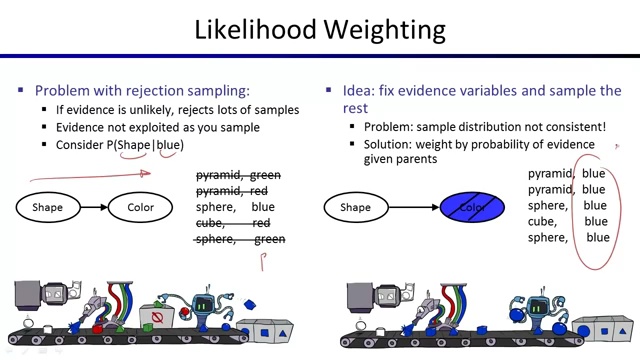 Likelihood Weighting
Problem with rejection sampling:
If evidence is unlikely, rejects lots of samples
Evidence not exploited as you sample
Consider P(Shape|blue)
Shape
Color
pyramid, green
pyramid, red
sphere, blue
cube, red
sphere, green
Idea: fix evidence variables and sample the
rest
Problem: sample distribution not consistent!
Solution: weight by probability of evidence
given parents
Shape
Color
pyramid, blue
pyramid, blue
sphere, blue
cube, blue
sphere, blue